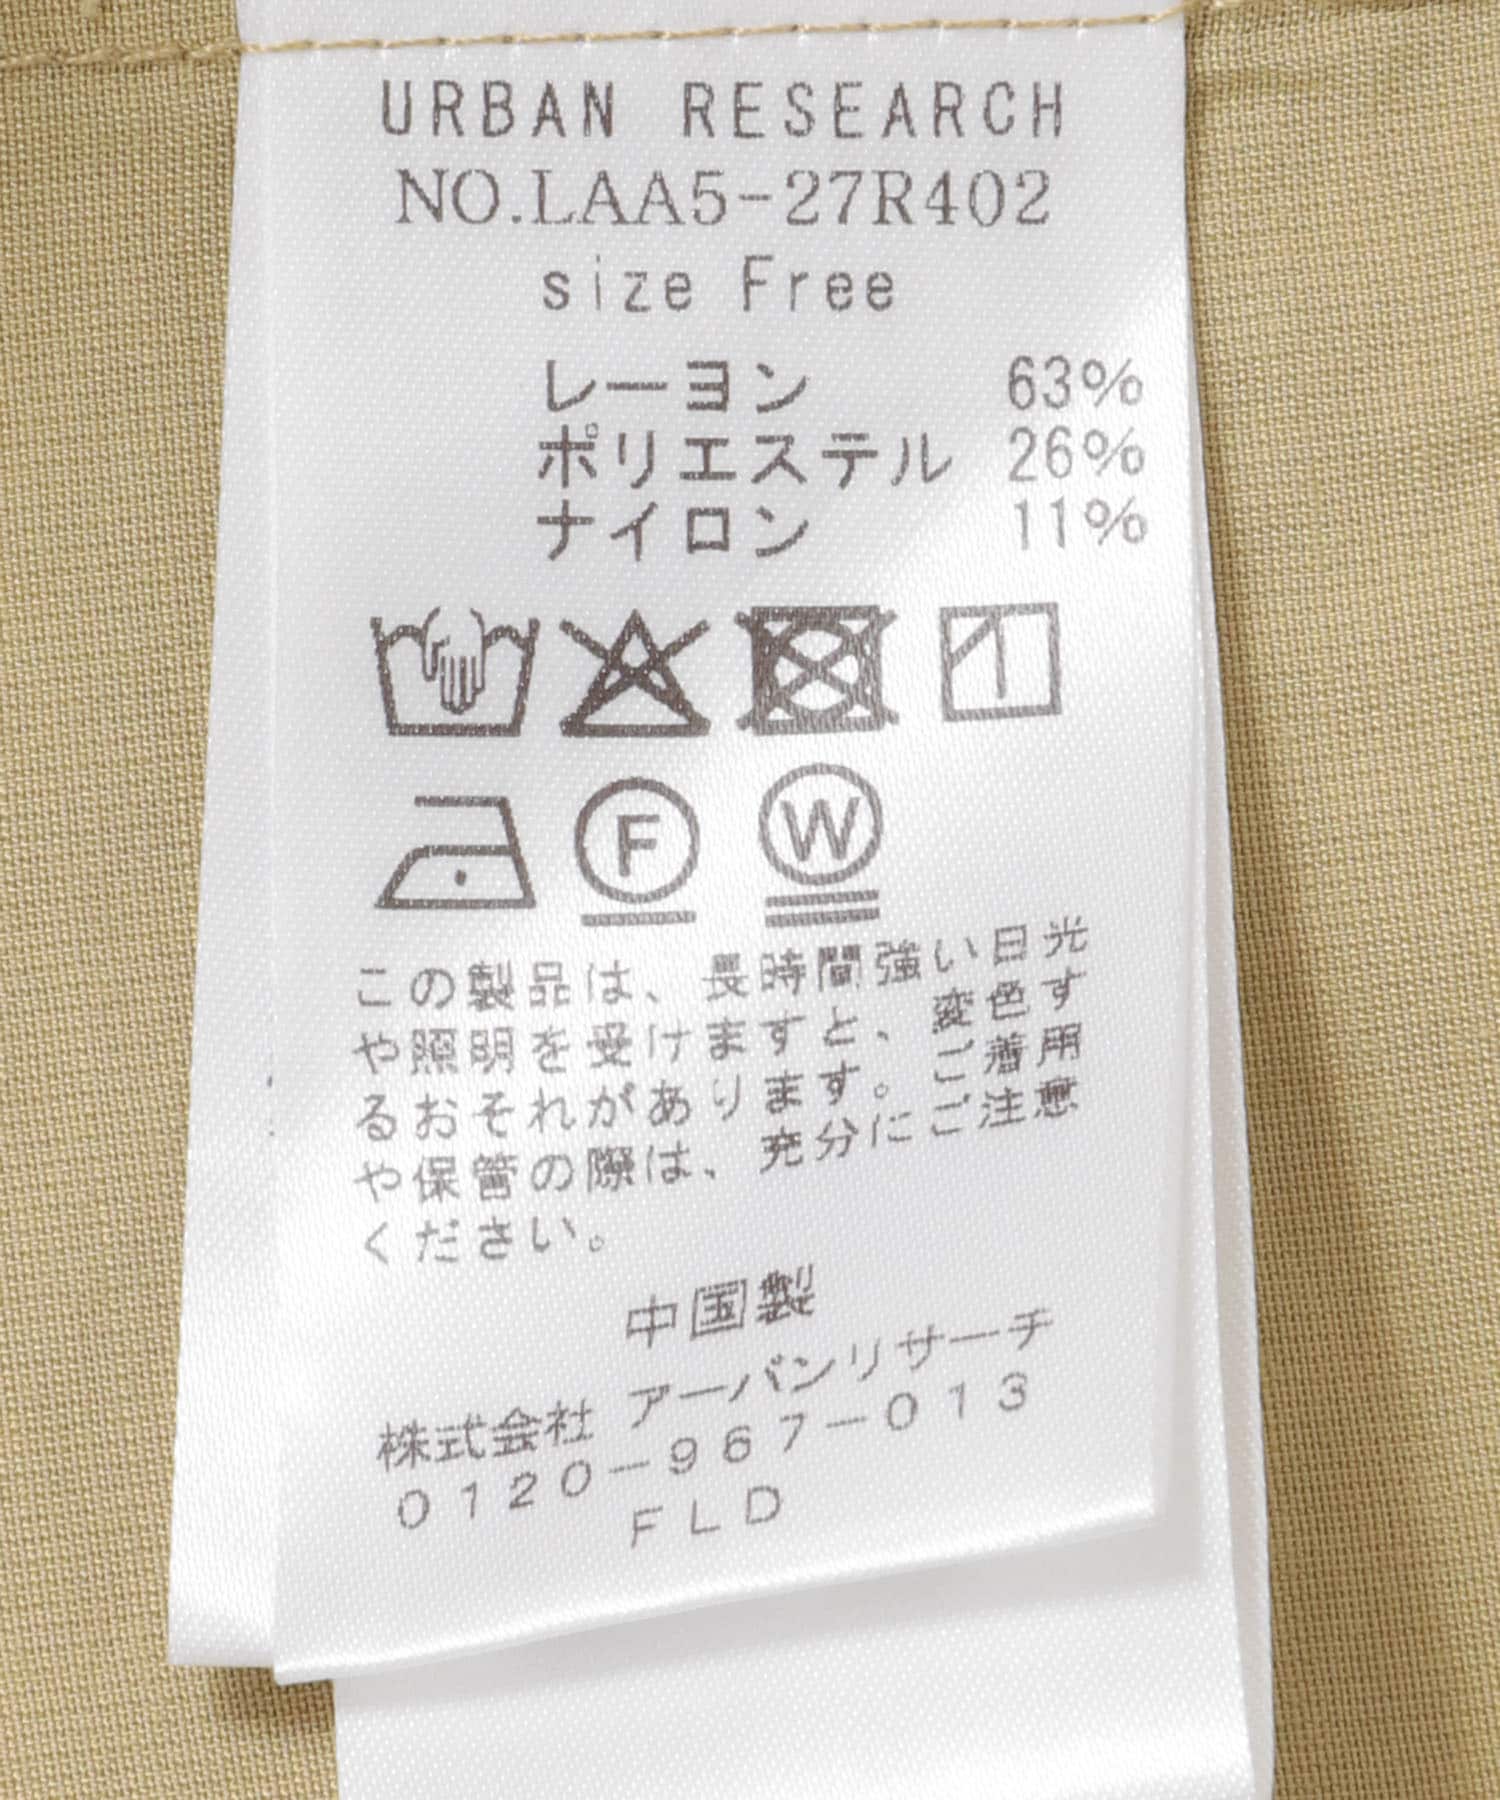 URBAN RESEARCH
NO.LAA5-27R402
size Free
レーヨン 63%
ポリエステル 26%
ナイロン 11%
F W
この製品は、長時間強い日光
や照明を受けますと、変色す
るおそれがあります。ご着用
や保管の際は、充分にご注意
ください。
中国製
株式会社 アーバンリサーチ
0120-967-013
FLD